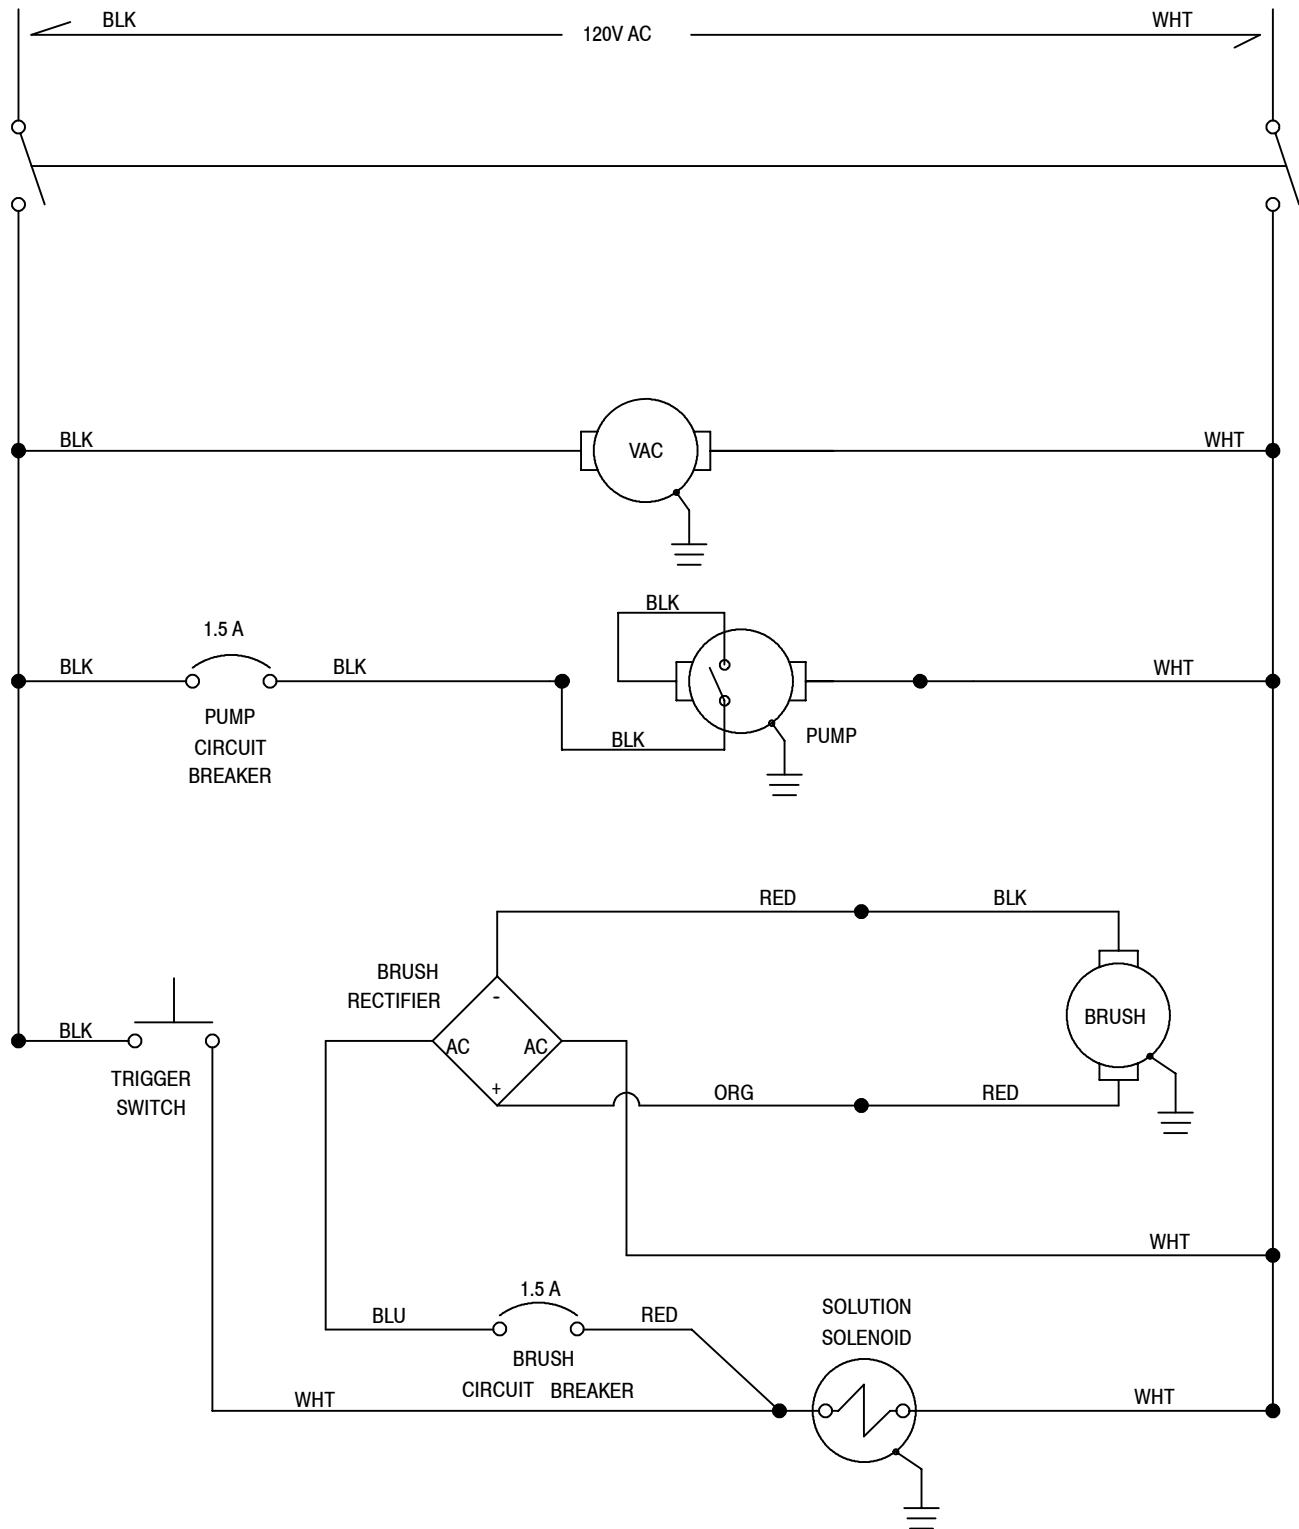 BLK
120V AC
WHT
BLK
VAC
WHT
BLK
1.5 A
BLK
BLK
WHT
PUMP
CIRCUIT
BREAKER
BLK
PUMP
RED
BLK
BRUSH
RECTIFIER
-
BLK
AC
AC
BRUSH
+
TRIGGER
SWITCH
ORG
RED
WHT
1.5 A
BLU
RED
SOLUTION
SOLENOID
BRUSH
CIRCUIT BREAKER
WHT
WHT